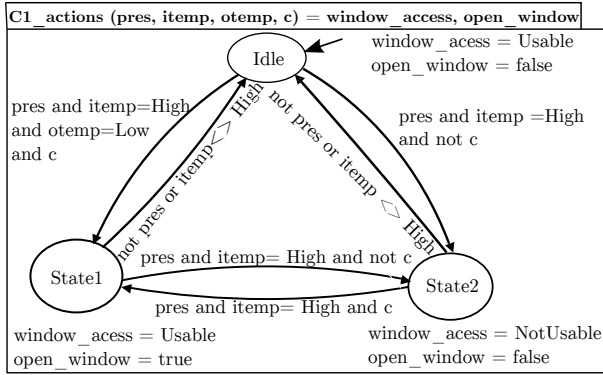 C1_actions (pres, itemp, otemp, c) = window_access, open_window
Idle
window_acess = Usable
open_window = false
pres and itemp=High
and otemp=Low
and c
not pres or itemp<> High
not pres or itemp <> High
pres and itemp =High
and not c
pres and itemp= High and not c
State1
State2
pres and itemp= High and c
window_acess = Usable
open_window = true
window_acess = NotUsable
open_window = false